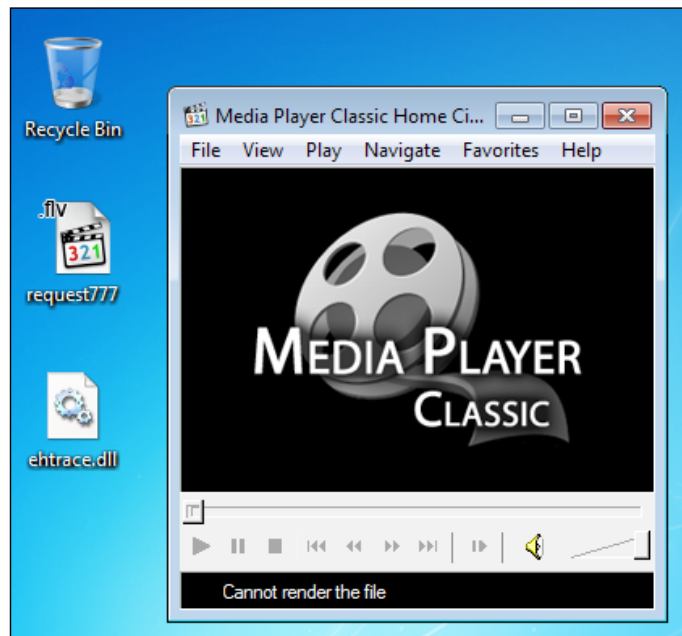 Recycle Bin
.flv
321
request777
ehtrace.dll
321
Media Player Classic Home Ci...
File View Play Navigate Favorites Help
MEDIA PLAYER
CLASSIC
Cannot render the file